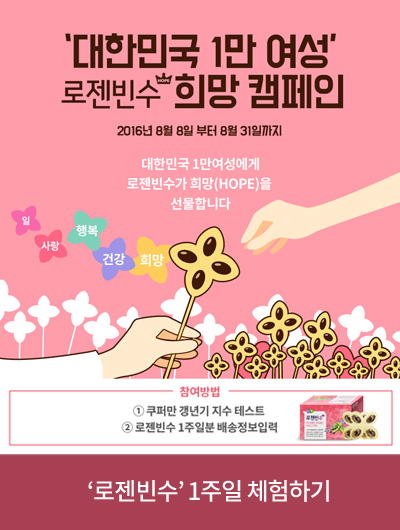 '대한민국 1만 여성'
로젠빈수 HOPE 희망 캠페인
2016년 8월 8일 부터 8월 31일까지
대한민국 1만여성에게
로젠빈수가 희망(HOPE)을
선물합니다
일
사랑
행복
건강
희망
참여방법
① 쿠퍼만 갱년기 지수 테스트
② 로젠빈수 1주일분 배송정보입력
로젠빈수
'로젠빈수' 1주일 체험하기